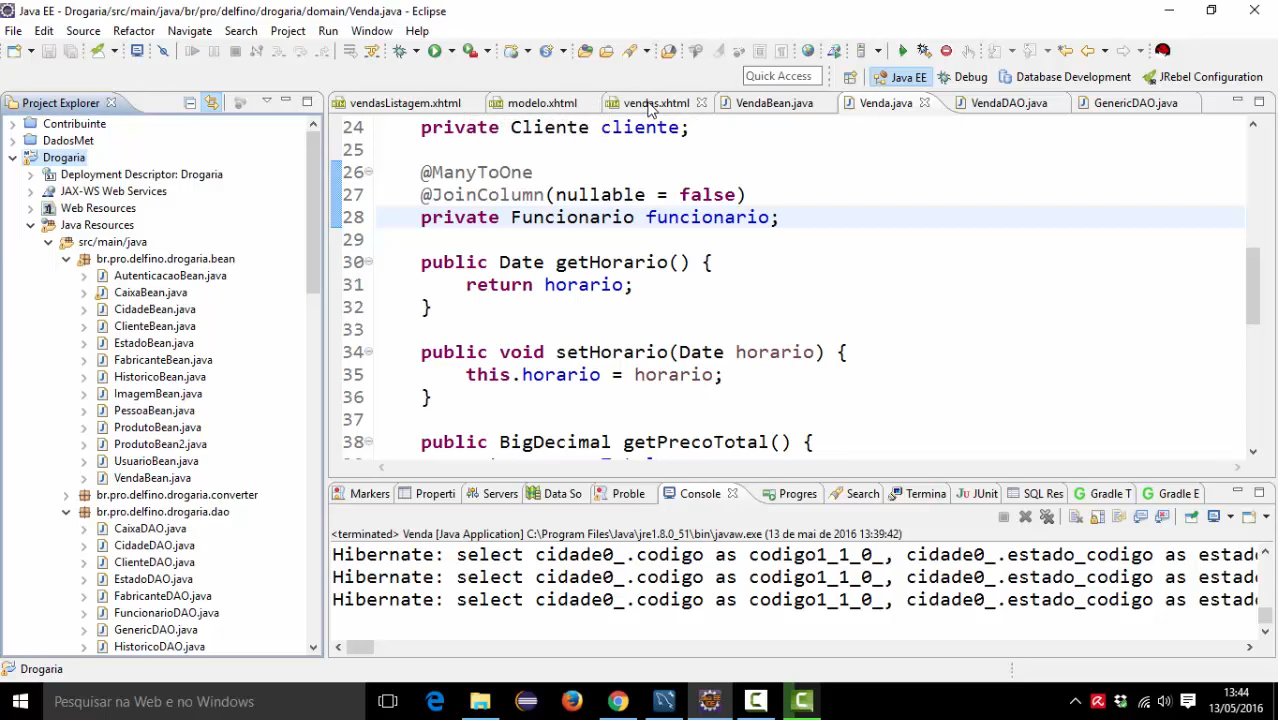 Java EE - Drogaria/src/main/java/br/pro/delfino/drogaria/domain/Venda.java - Eclipse
File Edit Source Refactor Navigate Search Project Run Window Help
Quick Access
Java EE
Debug
Database Development
JRebel Configuration
Project Explorer
vendasListagem.xhtml
modelo.xhtml
vendas.xhtml
VendaBean.java
Venda.java
VendaDAO.java
GenericDAO.java
Contribuinte
DadosMet
Drogaria
Deployment Descriptor: Drogaria
JAX-WS Web Services
Web Resources
Java Resources
src/main/java
br.pro.delfino.drogaria.bean
AutenticacaoBean.java
CaixaBean.java
CidadeBean.java
ClienteBean.java
EstadoBean.java
FabricanteBean.java
HistoricoBean.java
ImagemBean.java
PessoaBean.java
ProdutoBean.java
ProdutoBean2.java
UsuarioBean.java
VendaBean.java
br.pro.delfino.drogaria.converter
br.pro.delfino.drogaria.dao
CaixaDAO.java
CidadeDAO.java
ClienteDAO.java
EstadoDAO.java
FabricanteDAO.java
FuncionarioDAO.java
GenericDAO.java
HistoricoDAO.java
24 private Cliente cliente;
25
26 @ManyToOne
27 @JoinColumn(nullable = false)
28 private Funcionario funcionario;
29
30 public Date getHorario() {
31 return horario;
32 }
33
34 public void setHorario(Date horario) {
35 this.horario = horario;
36 }
37
38 public BigDecimal getPrecoTotal() {
Markers
Properti
Servers
Data So
Proble
Console
Progres
Search
Termina
JUnit
SQL Res
Gradle T
Gradle E
<terminated> Venda [Java Application] C:\Program Files\Java\jre1.8.0_51\bin\javaw.exe (13 de mai de 2016 13:39:42)
Hibernate: select cidade0_.codigo as codigo1_1_0_, cidade0_.estado_codigo as estado
Hibernate: select cidade0_.codigo as codigo1_1_0_, cidade0_.estado_codigo as estado
Hibernate: select cidade0_.codigo as codigo1_1_0_, cidade0_.estado_codigo as estado
Drogaria
Pesquisar na Web e no Windows
13:44
13/05/2016